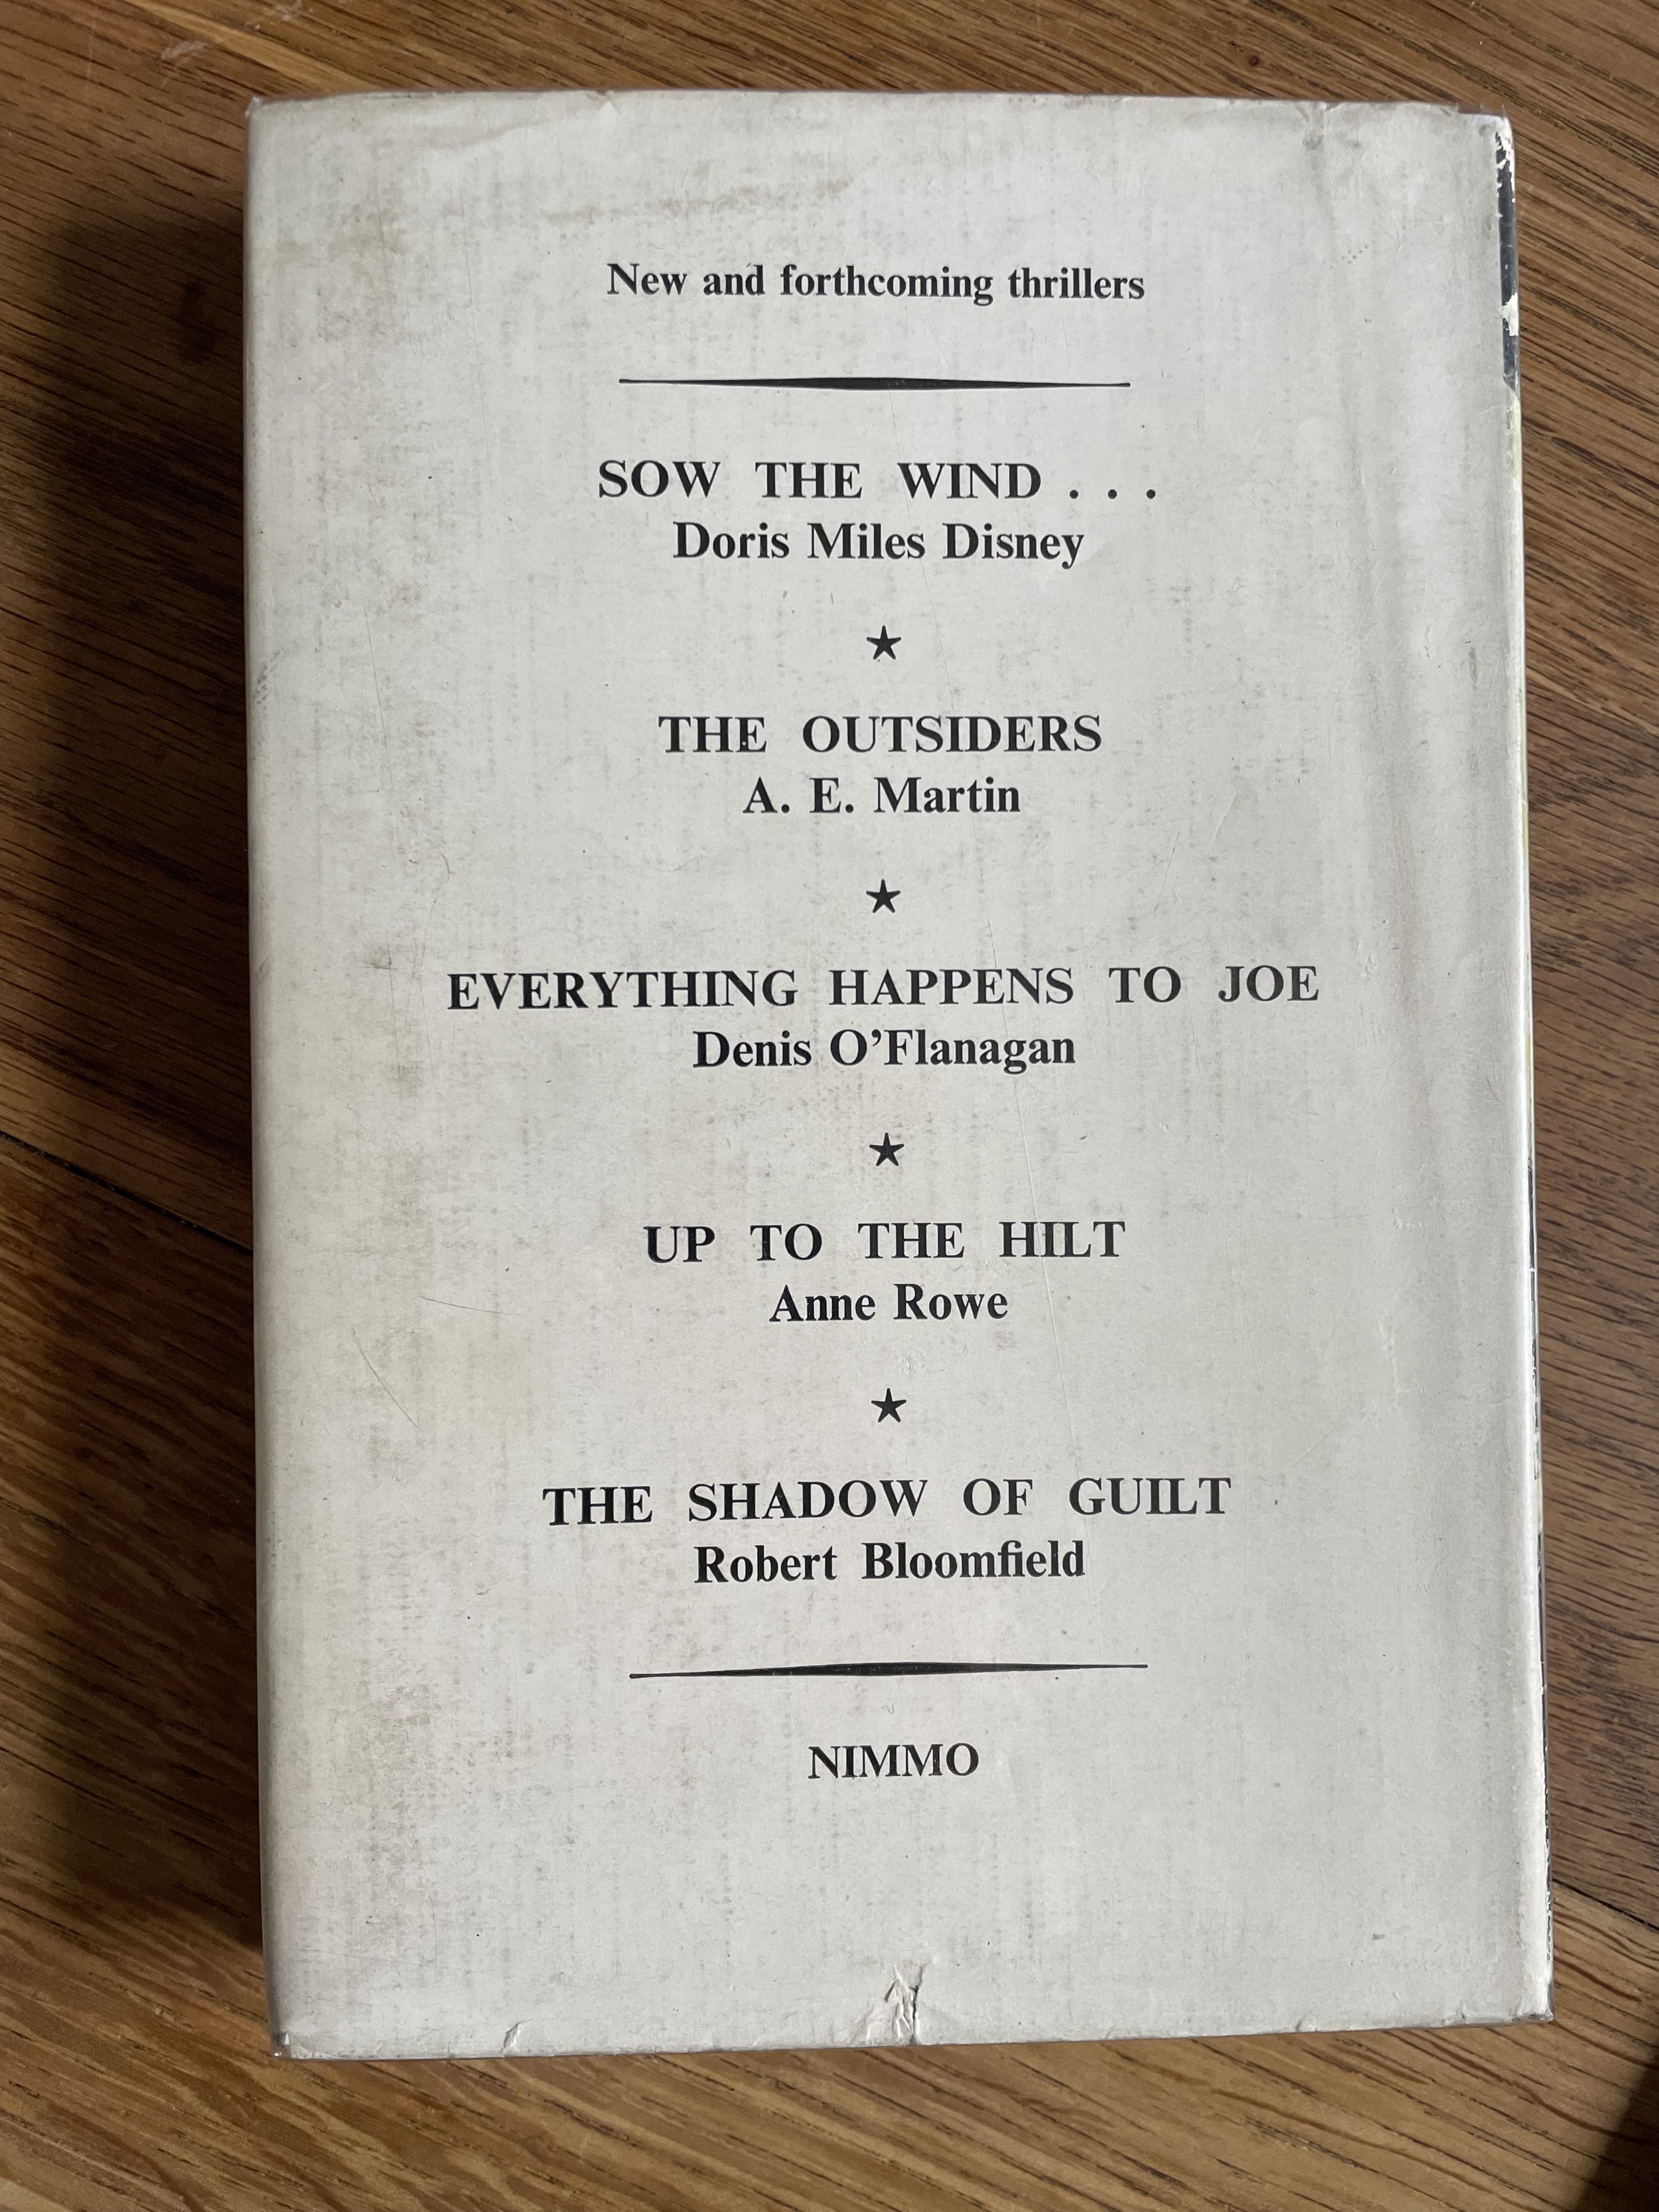 New and forthcoming thrillers
SOW THE WIND . . .
Doris Miles Disney
★
THE OUTSIDERS
A. E. Martin
★
EVERYTHING HAPPENS TO JOE
Denis O’Flanagan
★
UP TO THE HILT
Anne Rowe
★
THE SHADOW OF GUILT
Robert Bloomfield
NIMMO